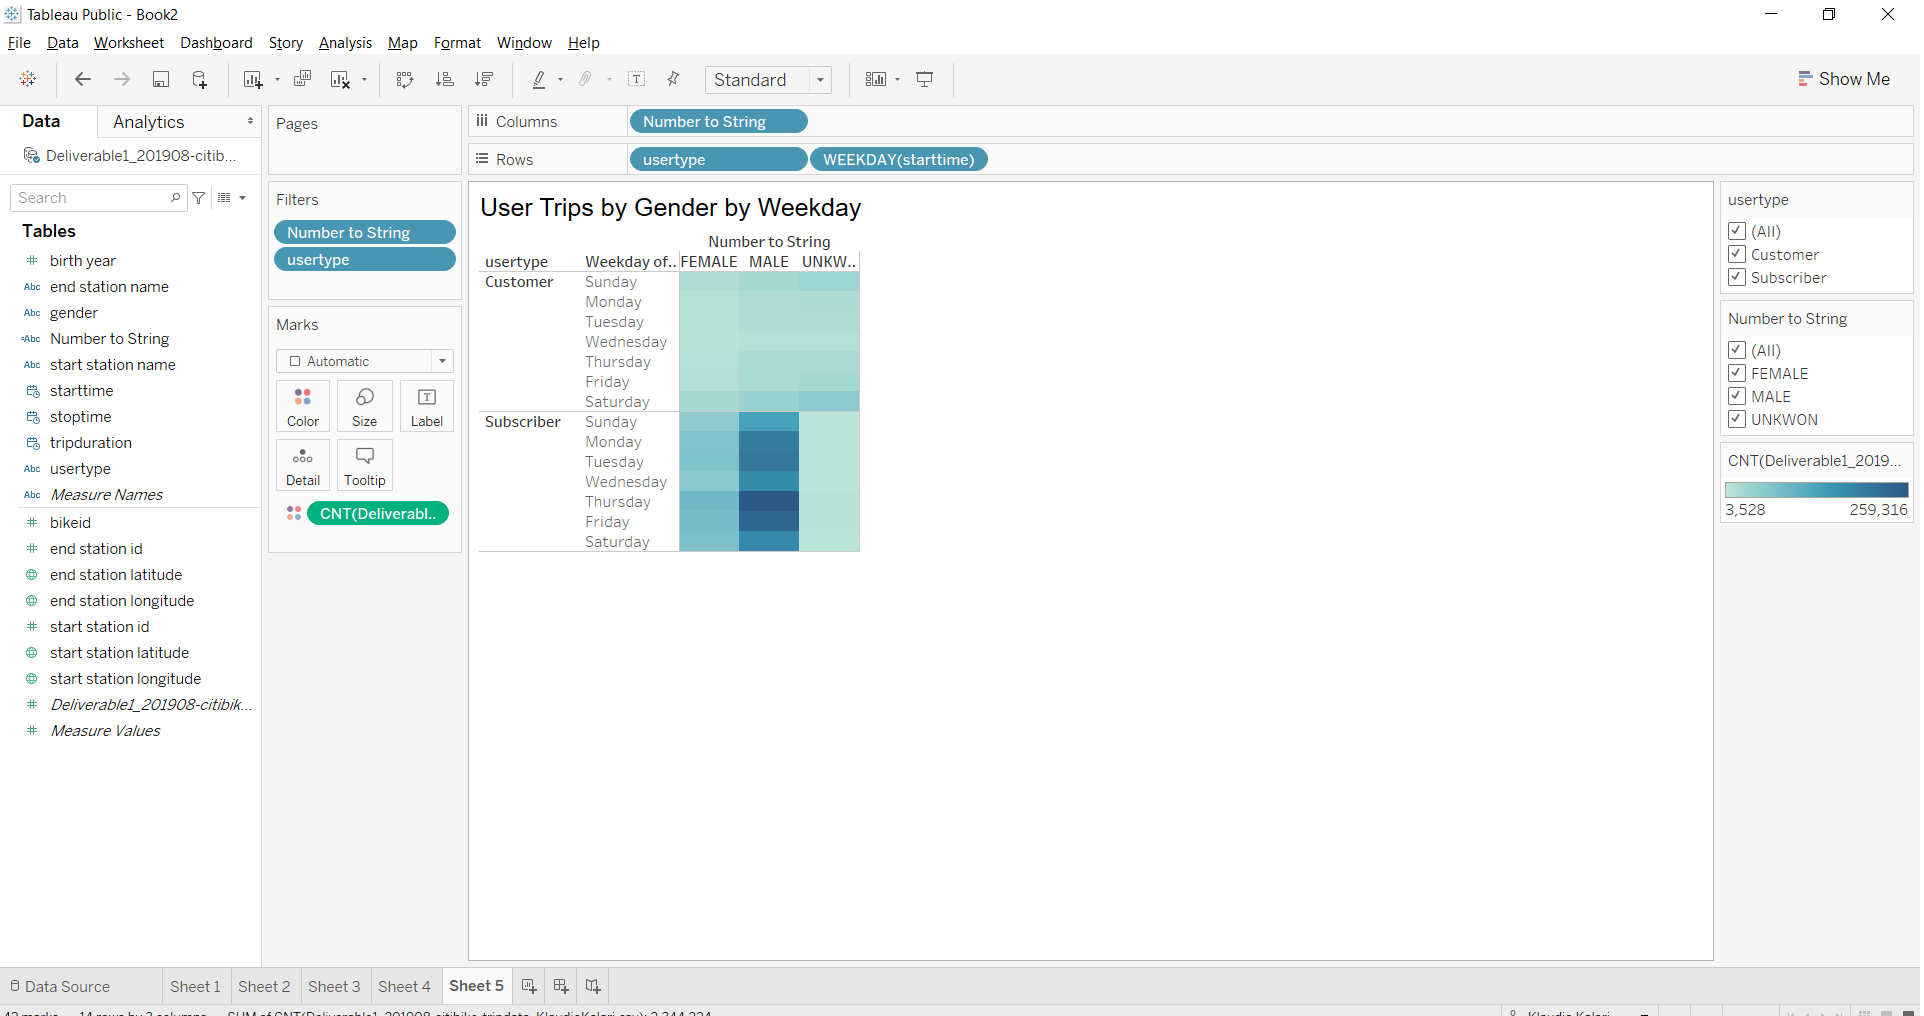 Tableau Public - Book2
File Data Worksheet Dashboard Story Analysis Map Format Window Help
Standard
Show Me
Data Analytics
Deliverable1_201908-citib...
Search
Tables
birth year
Abc end station name
Abc gender
=Abc Number to String
Abc start station name
starttime
stoptime
tripduration
Abc usertype
Abc Measure Names
bikeid
end station id
end station latitude
end station longitude
start station id
start station latitude
start station longitude
Deliverable1_201908-citibik...
Measure Values
Pages
Filters
Number to String
usertype
Marks
Automatic
Color Size Label
Detail Tooltip
CNT(Deliverabl..
Columns Number to String
Rows usertype WEEKDAY(starttime)
User Trips by Gender by Weekday
Number to String
usertype Weekday of.. FEMALE MALE UNKW..
Customer Sunday
Monday
Tuesday
Wednesday
Thursday
Friday
Saturday
Subscriber Sunday
Monday
Tuesday
Wednesday
Thursday
Friday
Saturday
usertype
(All)
Customer
Subscriber
Number to String
(All)
FEMALE
MALE
UNKWON
CNT(Deliverable1_2019...
3,528 259,316
Data Source Sheet 1 Sheet 2 Sheet 3 Sheet 4 Sheet 5